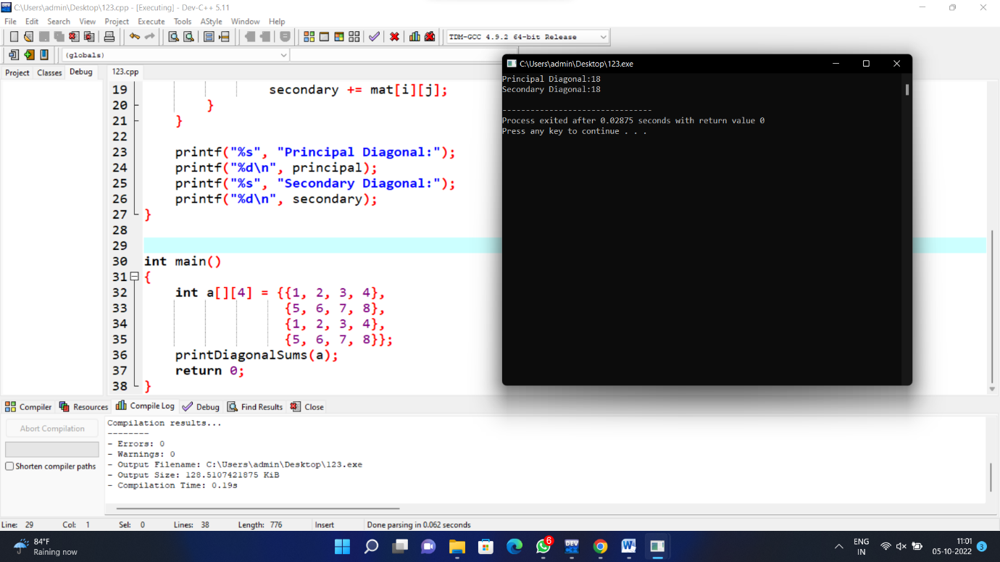 C:\Users\admin\Desktop\123.cpp - [Executing] - Dev-C++ 5.11
File Edit Search View Project Execute Tools AStyle Window Help
TDM-GCC 4.9.2 64-bit Release
(globals)
Project Classes Debug
123.cpp
19 secondary += mat[i][j];
20 }
21 }
22
23 printf("%s", "Principal Diagonal:");
24 printf("%d\n", principal);
25 printf("%s", "Secondary Diagonal:");
26 printf("%d\n", secondary);
27 }
28
29
30 int main()
31 {
32 int a[][4] = {{1, 2, 3, 4},
33 {5, 6, 7, 8},
34 {1, 2, 3, 4},
35 {5, 6, 7, 8}};
36 printDiagonalSums(a);
37 return 0;
38 }
C:\Users\admin\Desktop\123.exe
Principal Diagonal:18
Secondary Diagonal:18
--------------------------------
Process exited after 0.02875 seconds with return value 0
Press any key to continue . . .
Compiler Resources Compile Log Debug Find Results Close
Abort Compilation
Shorten compiler paths
Compilation results...
--------
- Errors: 0
- Warnings: 0
- Output Filename: C:\Users\admin\Desktop\123.exe
- Output Size: 128.5107421875 KiB
- Compilation Time: 0.19s
Line: 29 Col: 1 Sel: 0 Lines: 38 Length: 776 Insert Done parsing in 0.062 seconds
84°F
Raining now
6
DEV
W
ENG
IN
11:01
05-10-2022
3